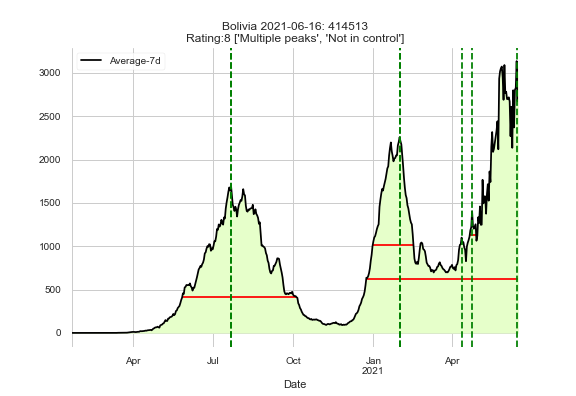 Bolivia 2021-06-16: 414513
Rating:8 ['Multiple peaks', 'Not in control']
Average-7d
3000
2500
2000
1500
1000
500
0
Apr
Jul
Oct
Jan
2021
Apr
Date